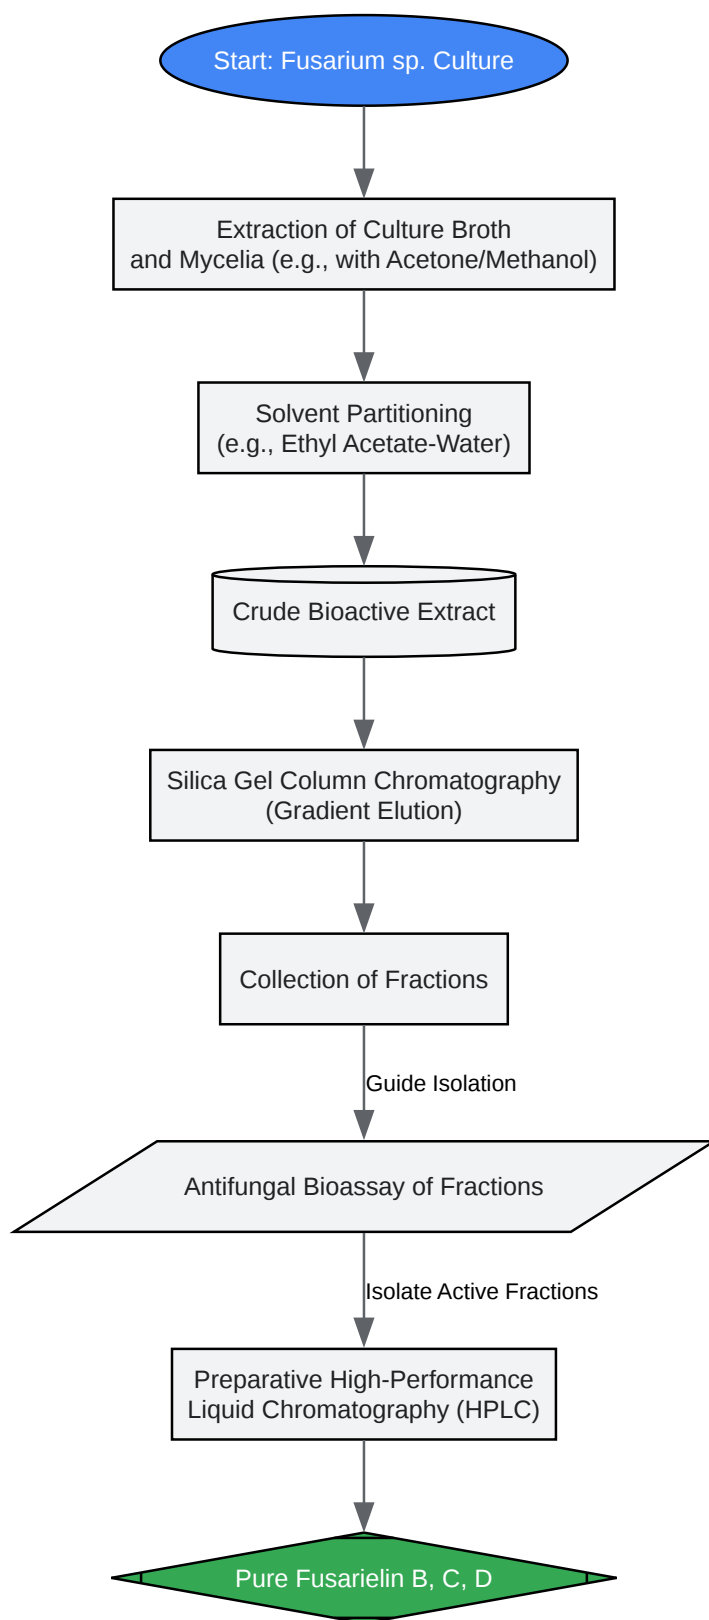 Start: Fusarium sp. Culture
Extraction of Culture Broth
and Mycelia (e.g., with Acetone/Methanol)
Solvent Partitioning
(e.g., Ethyl Acetate-Water)
Crude Bioactive Extract
Silica Gel Column Chromatography
(Gradient Elution)
Collection of Fractions
Guide Isolation
Antifungal Bioassay of Fractions
Isolate Active Fractions
Preparative High-Performance
Liquid Chromatography (HPLC)
Pure Fusarielin B, C, D